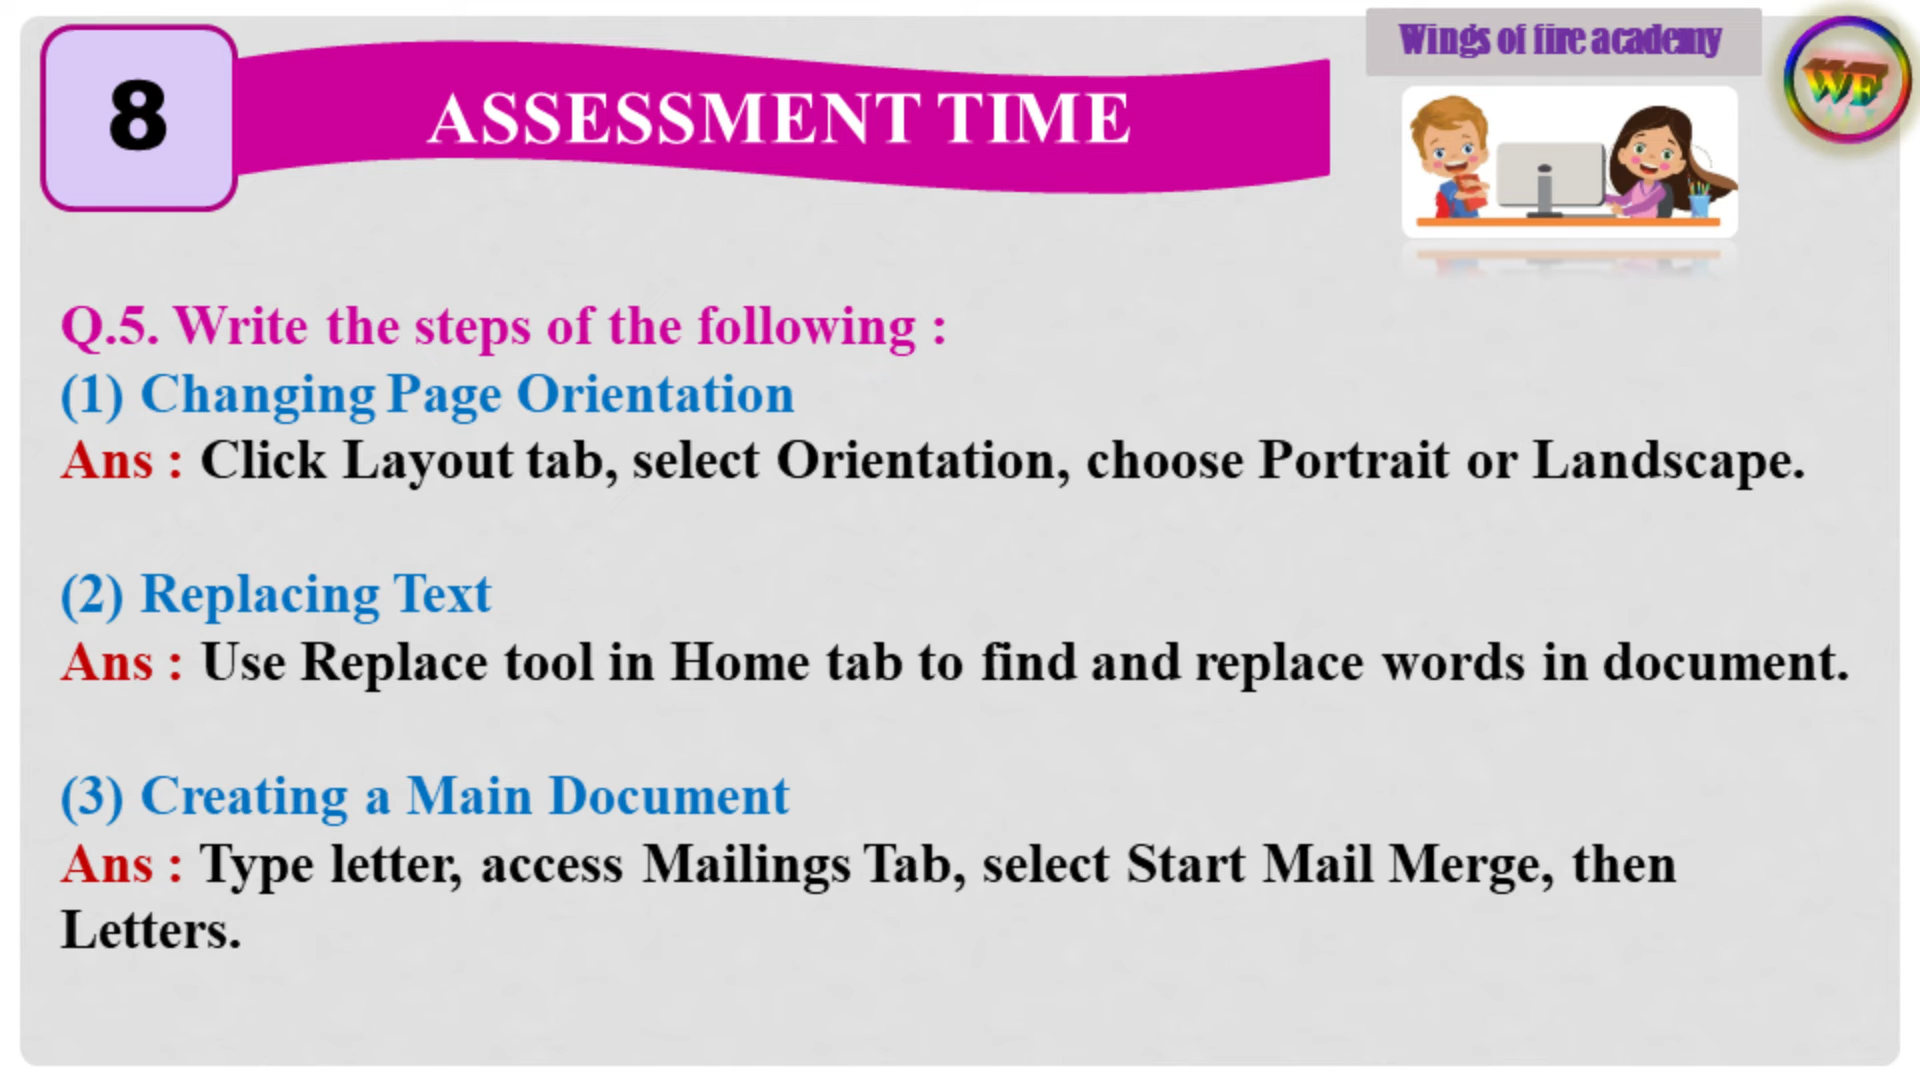 8
ASSESSMENT TIME
Wings of fire academy
WF
Q.5. Write the steps of the following :
(1) Changing Page Orientation
Ans : Click Layout tab, select Orientation, choose Portrait or Landscape.
(2) Replacing Text
Ans : Use Replace tool in Home tab to find and replace words in document.
(3) Creating a Main Document
Ans : Type letter, access Mailings Tab, select Start Mail Merge, then
Letters.